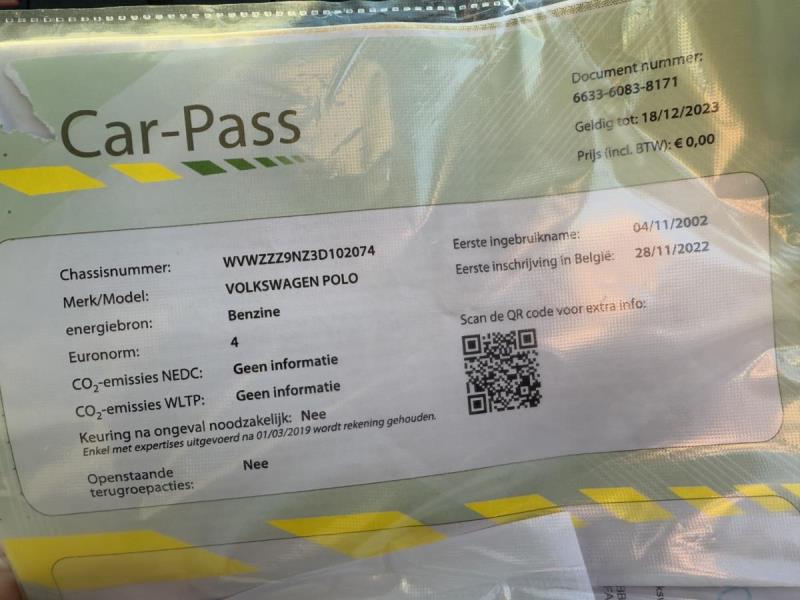 Car-Pass
Document nummer:
6633-6083-8171
Geldig tot: 18/12/2023
Prijs (incl. BTW): € 0,00
Chassisnummer: WVWZZZ9NZ3D102074
Merk/Model: VOLKSWAGEN POLO
energiebron: Benzine
Euronorm: 4
CO2-emissies NEDC: Geen informatie
CO2-emissies WLTP: Geen informatie
Keuring na ongeval noodzakelijk: Nee
Enkel met expertises uitgevoerd na 01/03/2019 wordt rekening gehouden.
Openstaande
terugroepacties: Nee
Eerste ingebruikname: 04/11/2002
Eerste inschrijving in België: 28/11/2022
Scan de QR code voor extra info: